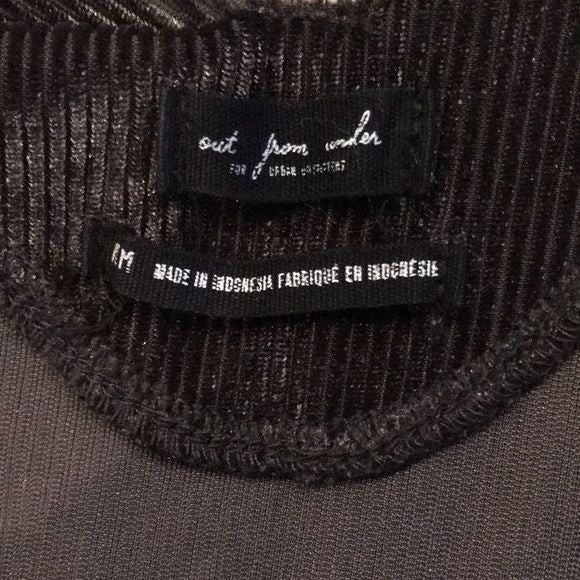 out from under
FOR URBAN OUTFITTERS
M MADE IN INDONESIA FABRIQUÉ EN INDONÉSIE